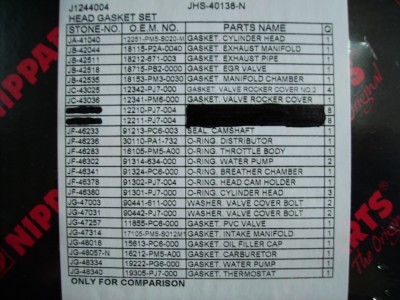 J1244004 JHS-40138-N
HEAD GASKET SET
STONE-NO O.E.M. NO. PARTS NAME Q
JA-41040 12251-PM5-S020-M GASKET. CYLINDER HEAD 1
JB-42044 18115-P2A-0040 GASKET. EXHAUST MANIFOLD 1
JB-42511 18212-671-003 GASKET. EXHAUST PIPE 1
JB-42518 18715-PB2-0000 GASKET. EGR VALVE 1
JB-42535 18153-PM3-0030 GASKET. MANIFOLD CHAMBER 1
JC-43025 12342-PJ7-000 GASKET. VALVE ROCKER COVER NO.2 4
JC-43036 12341-PM6-000 GASKET. VALVE ROCKER COVER 1
12210-PJ7-004 8
12211-PJ7-004 8
JF-46233 91213-PC6-003 SEAL. CAMSHAFT 1
JF-46236 30110-PA1-732 O-RING. DISTRIBUTOR 1
JF-46283 16105-PM5-A00 O-RING. THROTTLE BODY 1
JF-46302 91314-634-000 O-RING. WATER PUMP 2
JF-46341 91324-PC6-000 O-RING. BREATHER CHAMBER 1
JF-46378 91302-PJ7-000 O-RING. HEAD CAM HOLDER 1
JF-46380 91301-PJ7-000 O-RING. CYLINDER HEAD 3
JG-47003 90441-611-000 WASHER. VALVE COVER BOLT 2
JG-47031 90442-PJ7-000 WASHER. VALVE COVER BOLT 2
JG-47257 11855-PC6-000 GASKET. PVC VALVE 1
JG-47314 17105-PM5-S012M1 GASKET. INTAKE MANIFOLD 1
JG-48018 15613-PC6-000 GASKET. OIL FILLER CAP 1
JG-48057-N 16212-PM5-A00 GASKET. CARBURETOR 1
JG-48334 19222-PG6-000 GASKET. WATER PUMP 1
JG-48340 19305-PJ7-000 GASKET. THERMOSTAT 1
ONLY FOR COMPARISON
NIPPARTS
PARTS
The Original